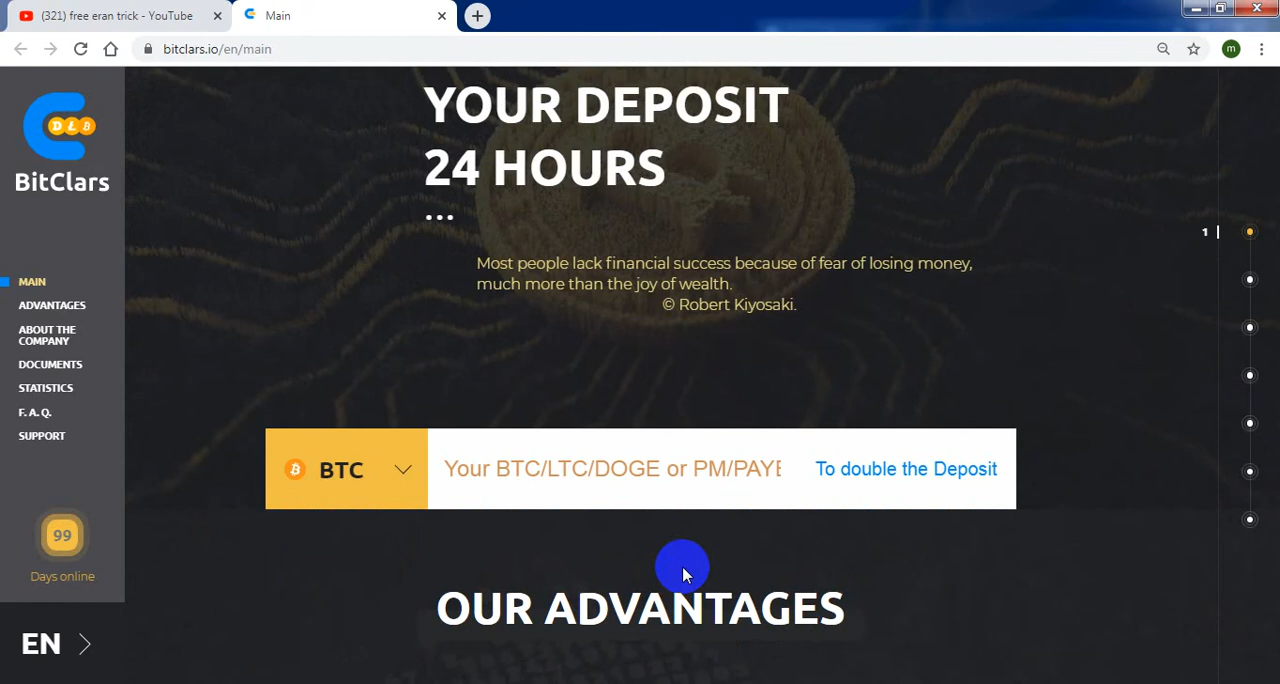 (321) free eran trick - YouTube
Main
bitclars.io/en/main
m
D Ł B
BitClars
MAIN
ADVANTAGES
ABOUT THE
COMPANY
DOCUMENTS
STATISTICS
F. A. Q.
SUPPORT
99
Days online
EN
YOUR DEPOSIT
24 HOURS
...
Most people lack financial success because of fear of losing money,
much more than the joy of wealth.
© Robert Kiyosaki.
BTC
Your BTC/LTC/DOGE or PM/PAYE
To double the Deposit
OUR ADVANTAGES
1